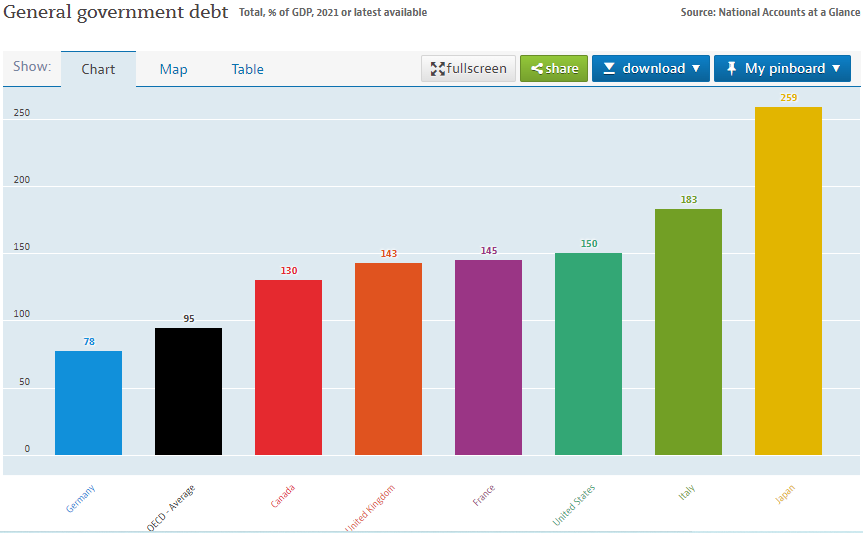 General government debt Total, % of GDP, 2021 or latest available Source: National Accounts at a Glance
Show: Chart Map Table fullscreen share download My pinboard
259
250
200
183
150
150
145
143
130
100
95
78
50
0
Germany
OECD - Average
Canada
United Kingdom
France
United States
Italy
Japan